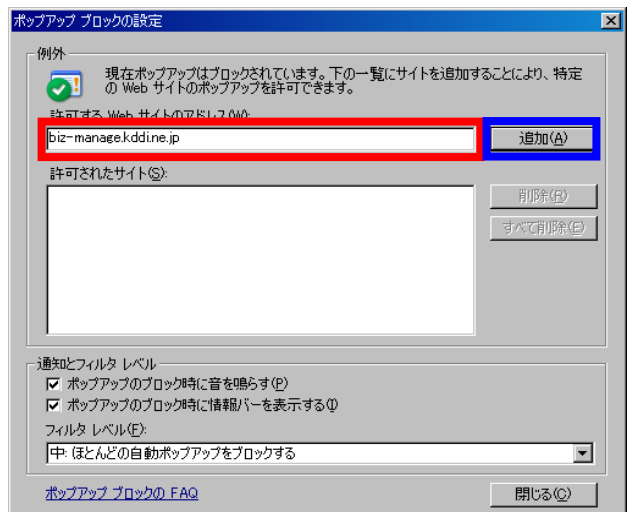 ポップアップ ブロックの設定
例外
現在ポップアップはブロックされています。下の一覧にサイトを追加することにより、特定
の Web サイトのポップアップを許可できます。
許可する Web サイトのアドレス(W):
biz-manage.kddi.ne.jp
追加(A)
許可されたサイト(S):
削除(R)
すべて削除(E)
通知とフィルタ レベル
ポップアップのブロック時に音を鳴らす(P)
ポップアップのブロック時に情報バーを表示する(I)
フィルタ レベル(F):
中: ほとんどの自動ポップアップをブロックする
ポップアップ ブロックの FAQ
閉じる(C)